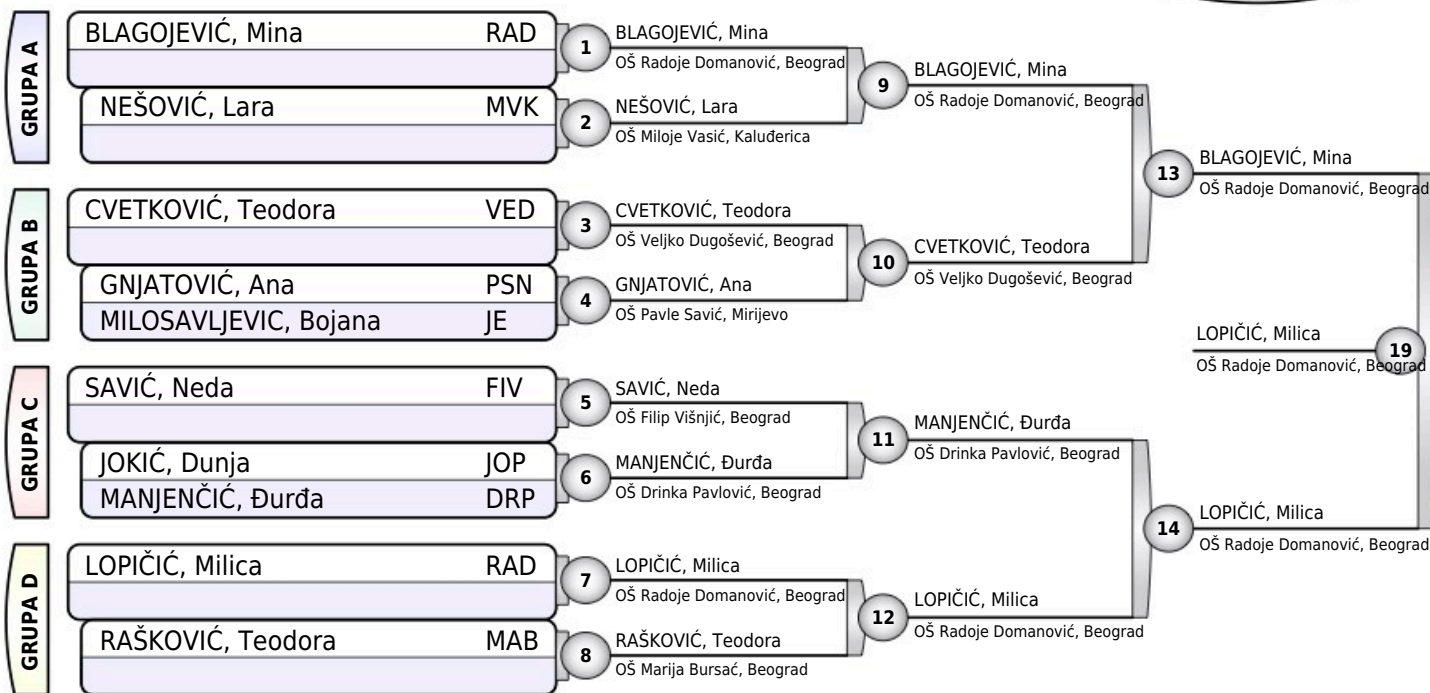 GRUPA A
BLAGOJEVIĆ, Mina RAD
NEŠOVIĆ, Lara MVK
GRUPA B
CVETKOVIĆ, Teodora VED
GNJATOVIĆ, Ana PSN
MILOSAVLJEVIC, Bojana JE
GRUPA C
SAVIĆ, Neda FIV
JOKIĆ, Dunja JOP
MANJENČIĆ, Đurđa DRP
GRUPA D
LOPIČIĆ, Milica RAD
RAŠKOVIĆ, Teodora MAB
1
BLAGOJEVIĆ, Mina
OŠ Radoje Domanović, Beograd
2
NEŠOVIĆ, Lara
OŠ Miloje Vasić, Kaluđerica
3
CVETKOVIĆ, Teodora
OŠ Veljko Dugošević, Beograd
4
GNJATOVIĆ, Ana
OŠ Pavle Savić, Mirijevo
5
SAVIĆ, Neda
OŠ Filip Višnjić, Beograd
6
MANJENČIĆ, Đurđa
OŠ Drinka Pavlović, Beograd
7
LOPIČIĆ, Milica
OŠ Radoje Domanović, Beograd
8
RAŠKOVIĆ, Teodora
OŠ Marija Bursać, Beograd
9
BLAGOJEVIĆ, Mina
OŠ Radoje Domanović, Beograd
10
CVETKOVIĆ, Teodora
OŠ Veljko Dugošević, Beograd
11
MANJENČIĆ, Đurđa
OŠ Drinka Pavlović, Beograd
12
LOPIČIĆ, Milica
OŠ Radoje Domanović, Beograd
13
BLAGOJEVIĆ, Mina
OŠ Radoje Domanović, Beograd
14
LOPIČIĆ, Milica
OŠ Radoje Domanović, Beograd
LOPIČIĆ, Milica
OŠ Radoje Domanović, Beograd
19